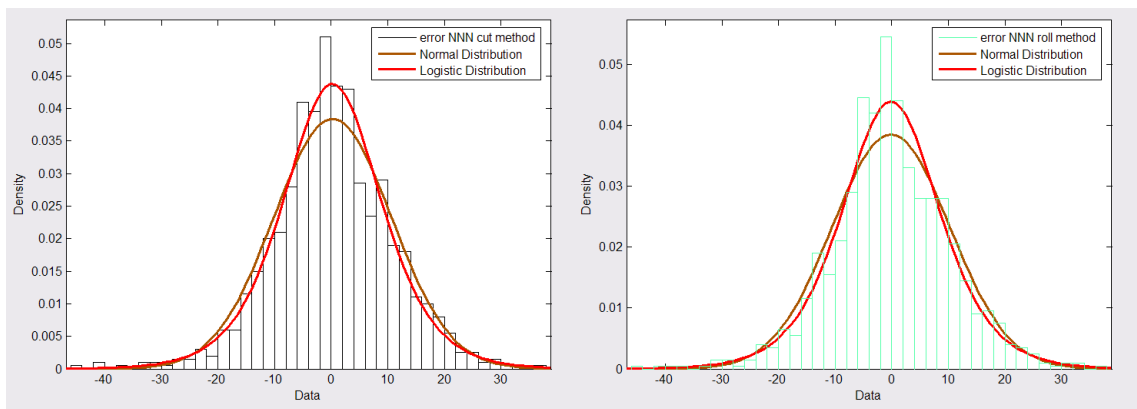 error NNN cut method
Normal Distribution
Logistic Distribution
0.05
0.045
0.04
0.035
0.03
0.025
0.02
0.015
0.01
0.005
0
Density
-40 -30 -20 -10 0 10 20 30
Data
error NNN roll method
Normal Distribution
Logistic Distribution
0.05
0.04
0.03
0.02
0.01
0
Density
-40 -30 -20 -10 0 10 20 30
Data